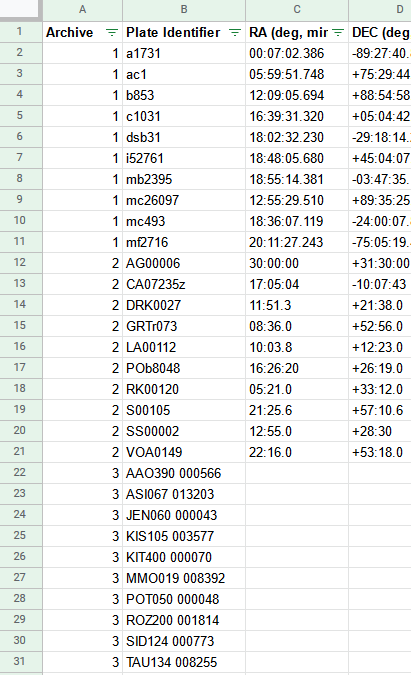 A B C D
1 Archive Plate Identifier RA (deg, mir DEC (deg
2 1 a1731 00:07:02.386 -89:27:40.
3 1 ac1 05:59:51.748 +75:29:44
4 1 b853 12:09:05.694 +88:54:58
5 1 c1031 16:39:31.320 +05:04:42
6 1 dsb31 18:02:32.230 -29:18:14.
7 1 i52761 18:48:05.680 +45:04:07
8 1 mb2395 18:55:14.381 -03:47:35.
9 1 mc26097 12:55:29.510 +89:35:25
10 1 mc493 18:36:07.119 -24:00:07.
11 1 mf2716 20:11:27.243 -75:05:19.
12 2 AG00006 30:00:00 +31:30:00
13 2 CA07235z 17:05:04 -10:07:43
14 2 DRK0027 11:51.3 +21:38.0
15 2 GRTr073 08:36.0 +52:56.0
16 2 LA00112 10:03.8 +12:23.0
17 2 POb8048 16:26:20 +26:19.0
18 2 RK00120 05:21.0 +33:12.0
19 2 S00105 21:25.6 +57:10.6
20 2 SS00002 12:55.0 +28:30
21 2 VOA0149 22:16.0 +53:18.0
22 3 AAO390 000566
23 3 ASI067 013203
24 3 JEN060 000043
25 3 KIS105 003577
26 3 KIT400 000070
27 3 MMO019 008392
28 3 POT050 000048
29 3 ROZ200 001814
30 3 SID124 000773
31 3 TAU134 008255